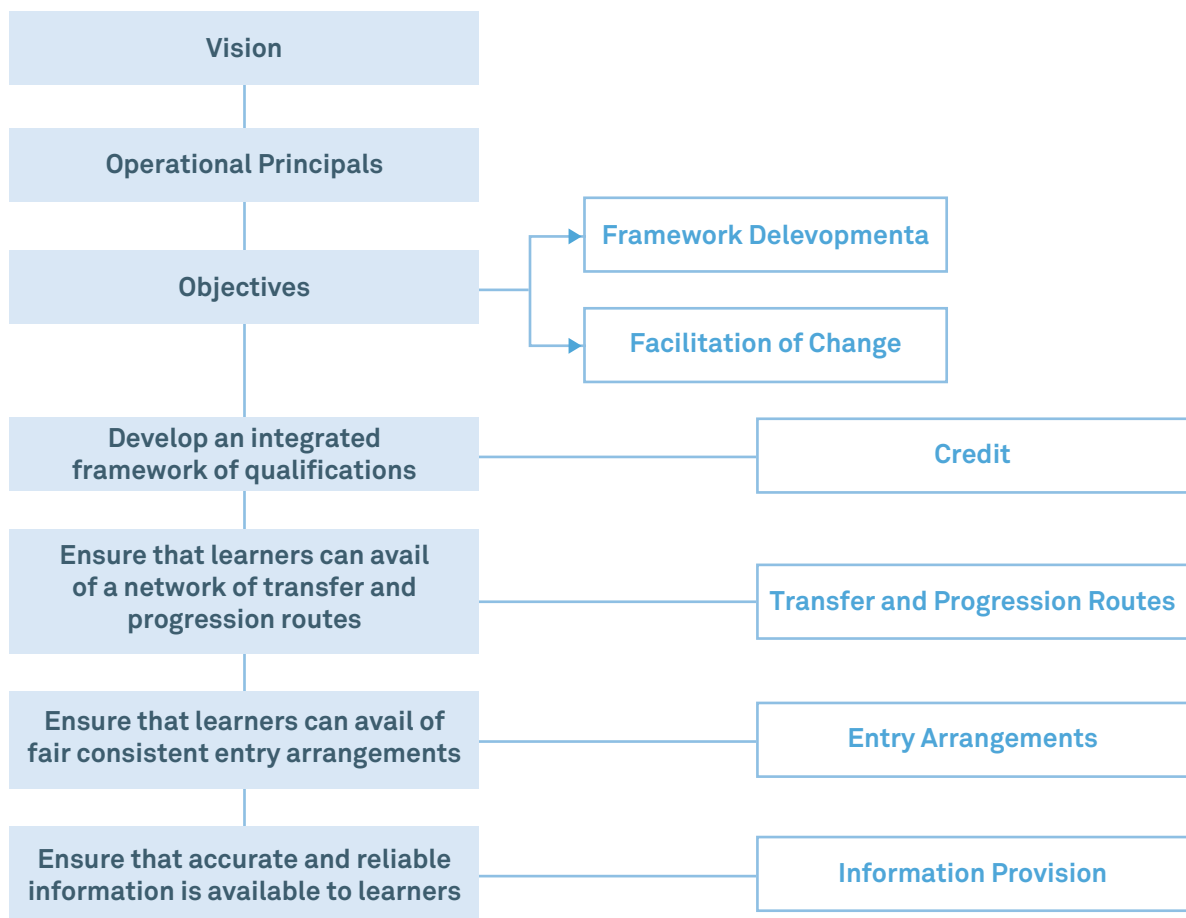 Vision
Operational Principals
Objectives
Framework Delevopmenta
Facilitation of Change
Develop an integrated
framework of qualifications
Credit
Ensure that learners can avail
of a network of transfer and
progression routes
Transfer and Progression Routes
Ensure that learners can avail of
fair consistent entry arrangements
Entry Arrangements
Ensure that accurate and reliable
information is available to learners
Information Provision